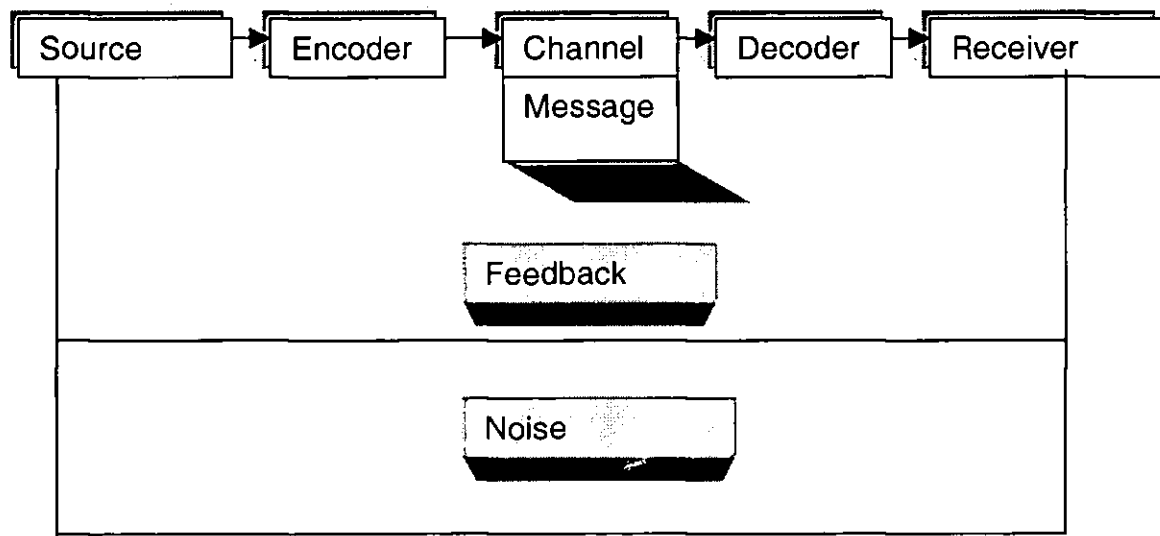 Source
Encoder
Channel
Decoder
Receiver
Message
Feedback
Noise